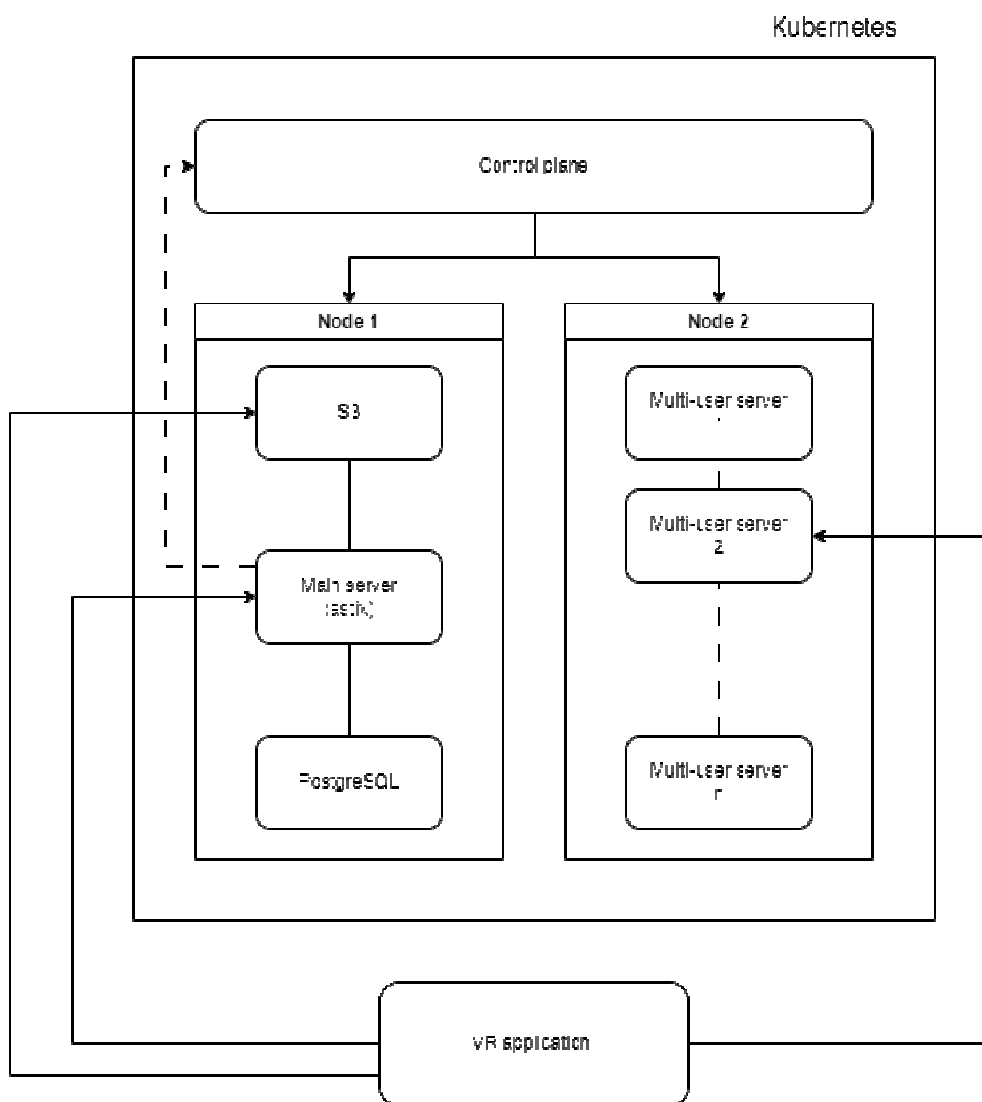 Kubernetes
Control plane
Node 1
Node 2
S3
Multi-user server
Multi-user server
2
Main server
PostgreSQL
Multi-user server
n
VR application